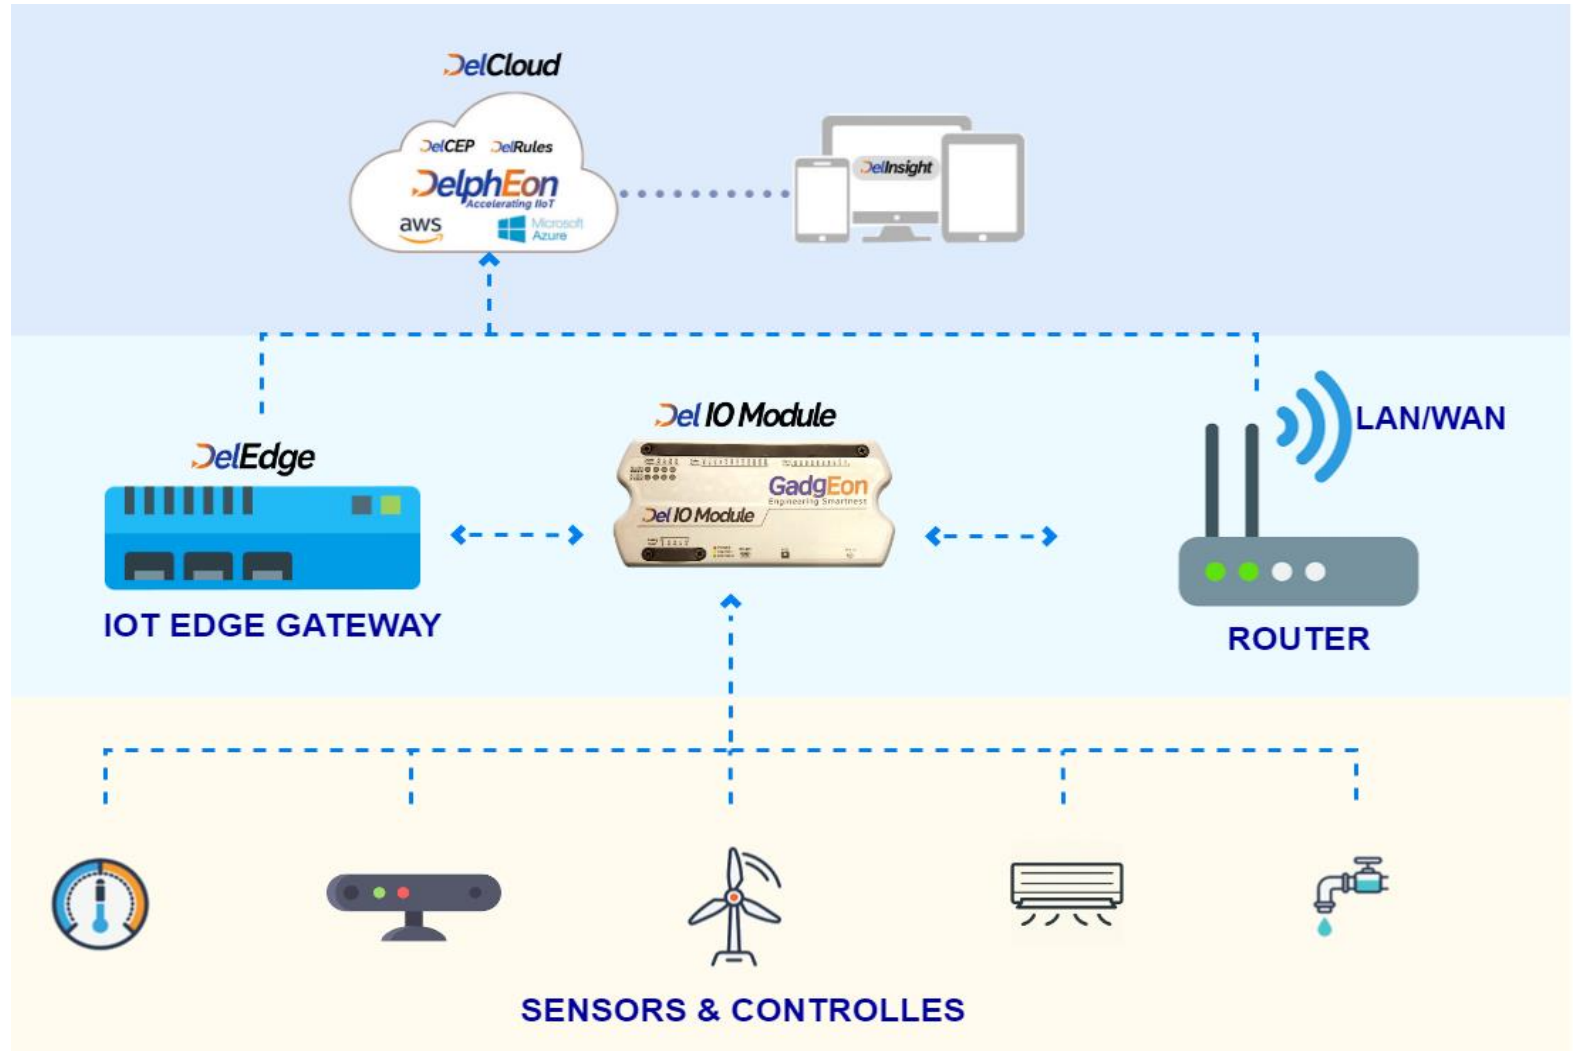 DelCloud
DelCEP DelRules
DelphEon
Accelerating IIoT
aws
Microsoft
Azure
DelInsight
LAN/WAN
Del IO Module
DelEdge
GadgEon
Engineering Smartness
Del IO Module
IOT EDGE GATEWAY
ROUTER
SENSORS & CONTROLLES